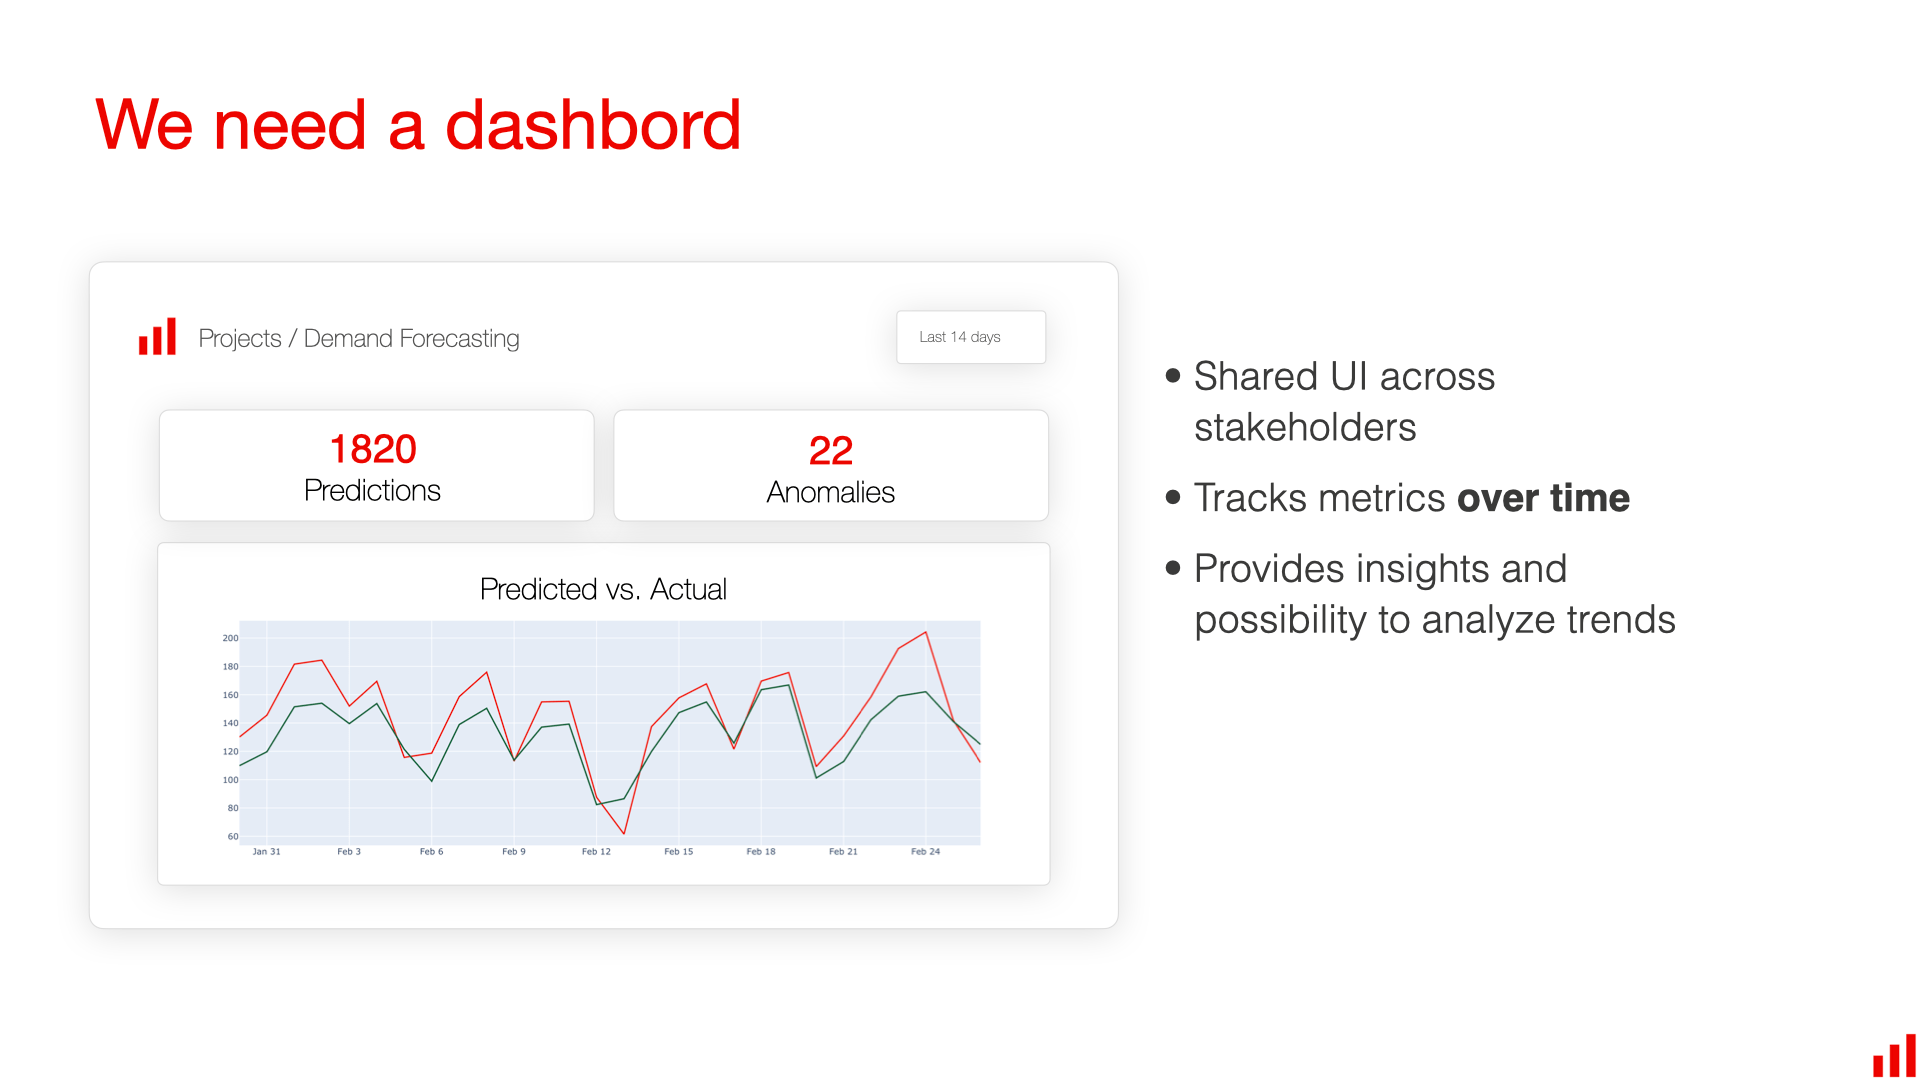 We need a dashbord
Projects / Demand Forecasting
Last 14 days
1820
Predictions
22
Anomalies
Predicted vs. Actual
200
180
160
140
120
100
80
60
Jan 31 Feb 3 Feb 6 Feb 9 Feb 12 Feb 15 Feb 18 Feb 21 Feb 24
• Shared UI across
stakeholders
• Tracks metrics over time
• Provides insights and
possibility to analyze trends